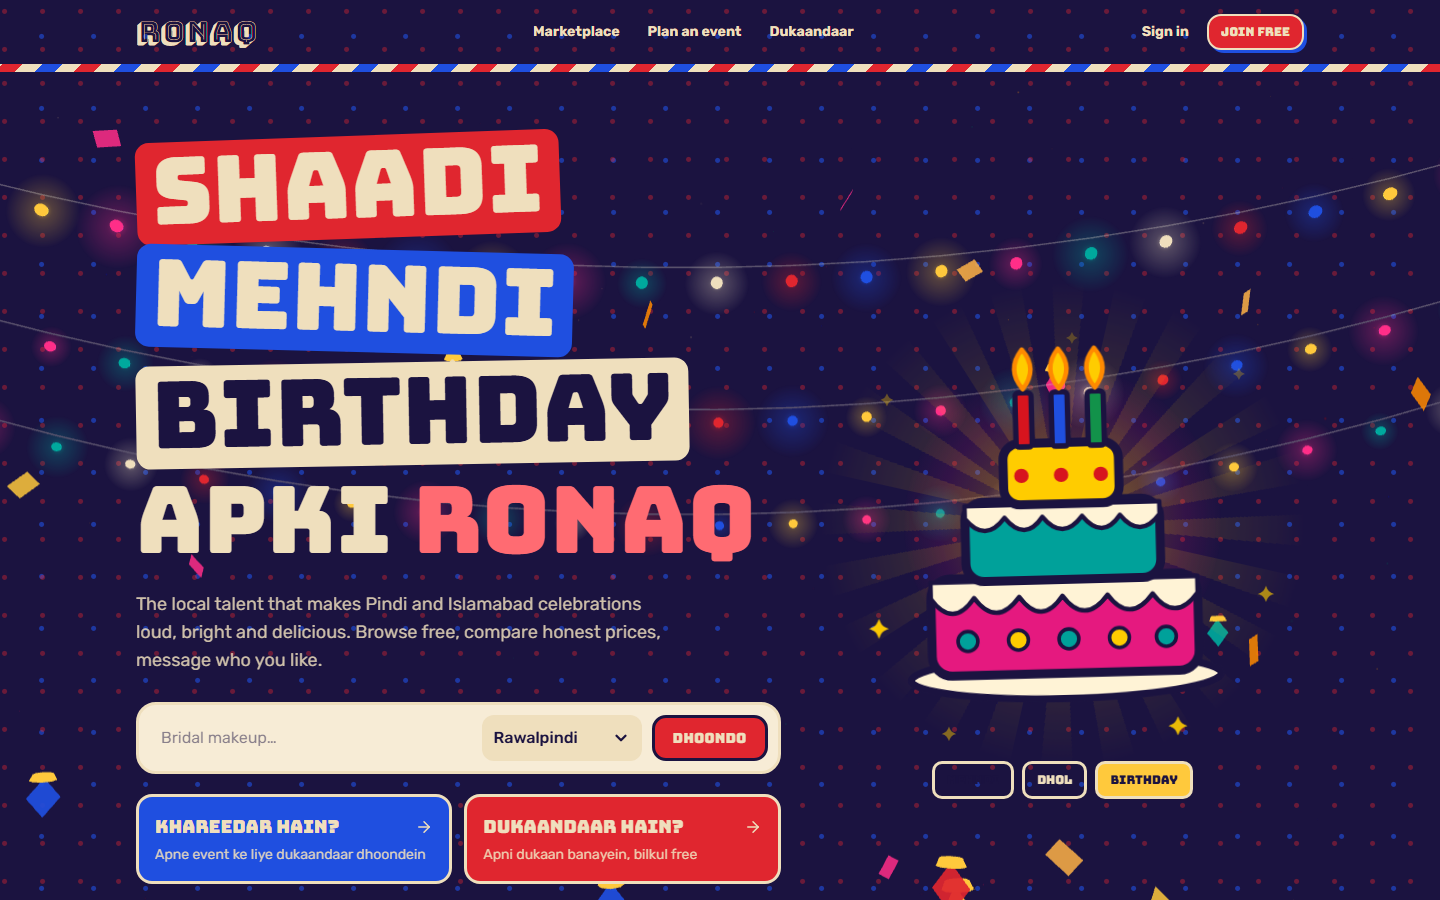 RONAQ
Marketplace
Plan an event
Dukaandaar
Sign in
JOIN FREE
SHAADI
MEHNDI
BIRTHDAY
APKI RONAQ
The local talent that makes Pindi and Islamabad celebrations
loud, bright and delicious. Browse free, compare honest prices,
message who you like.
Bridal makeup...
Rawalpindi
DHOONDO
DHOL
BIRTHDAY
KHAREEDAR HAIN?
Apne event ke liye dukaandaar dhoondein
DUKAANDAAR HAIN?
Apni dukaan banayein, bilkul free